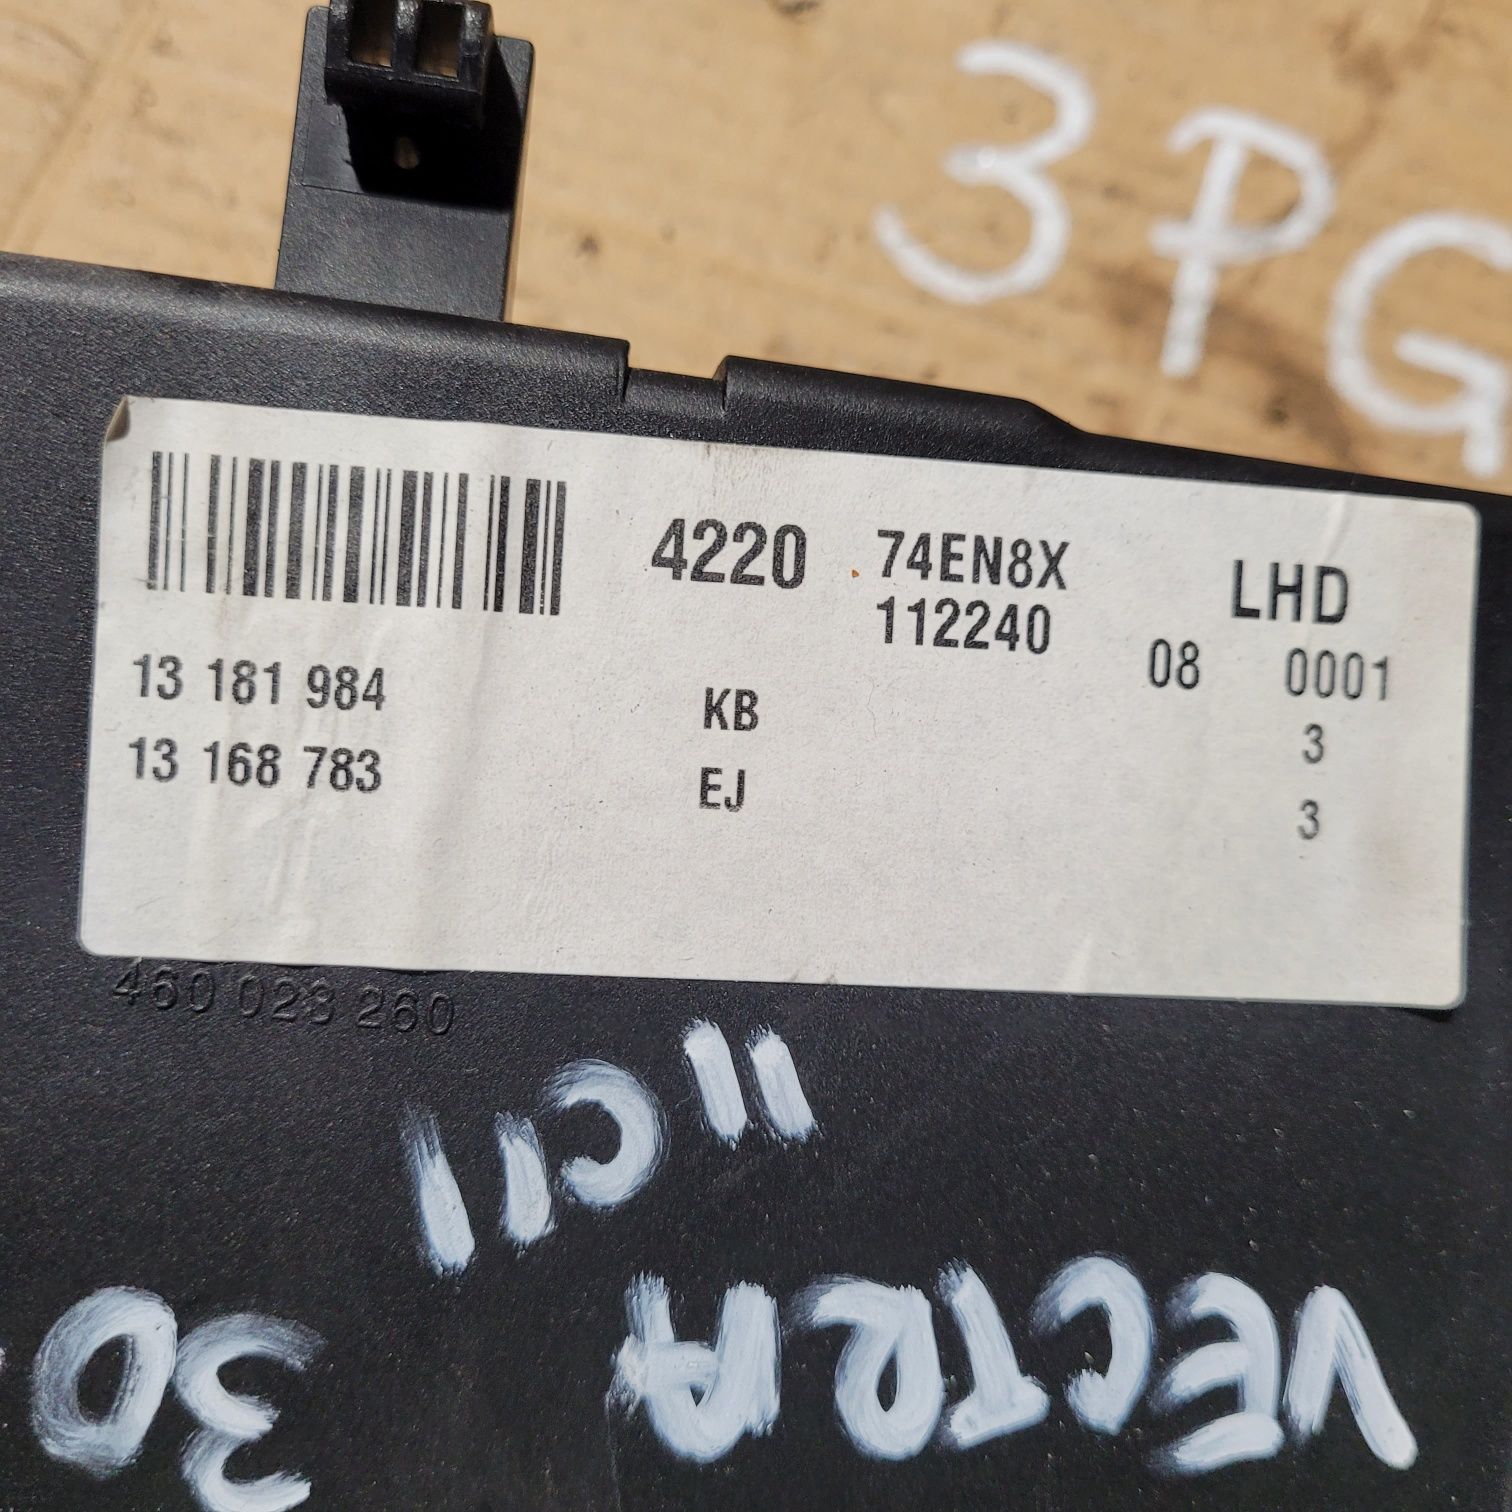 3PG
4220 74EN8X LHD
112240
08 0001
13 181 984 KB 3
13 168 783 EJ 3
460 023 260
VECTRA
"C"
30